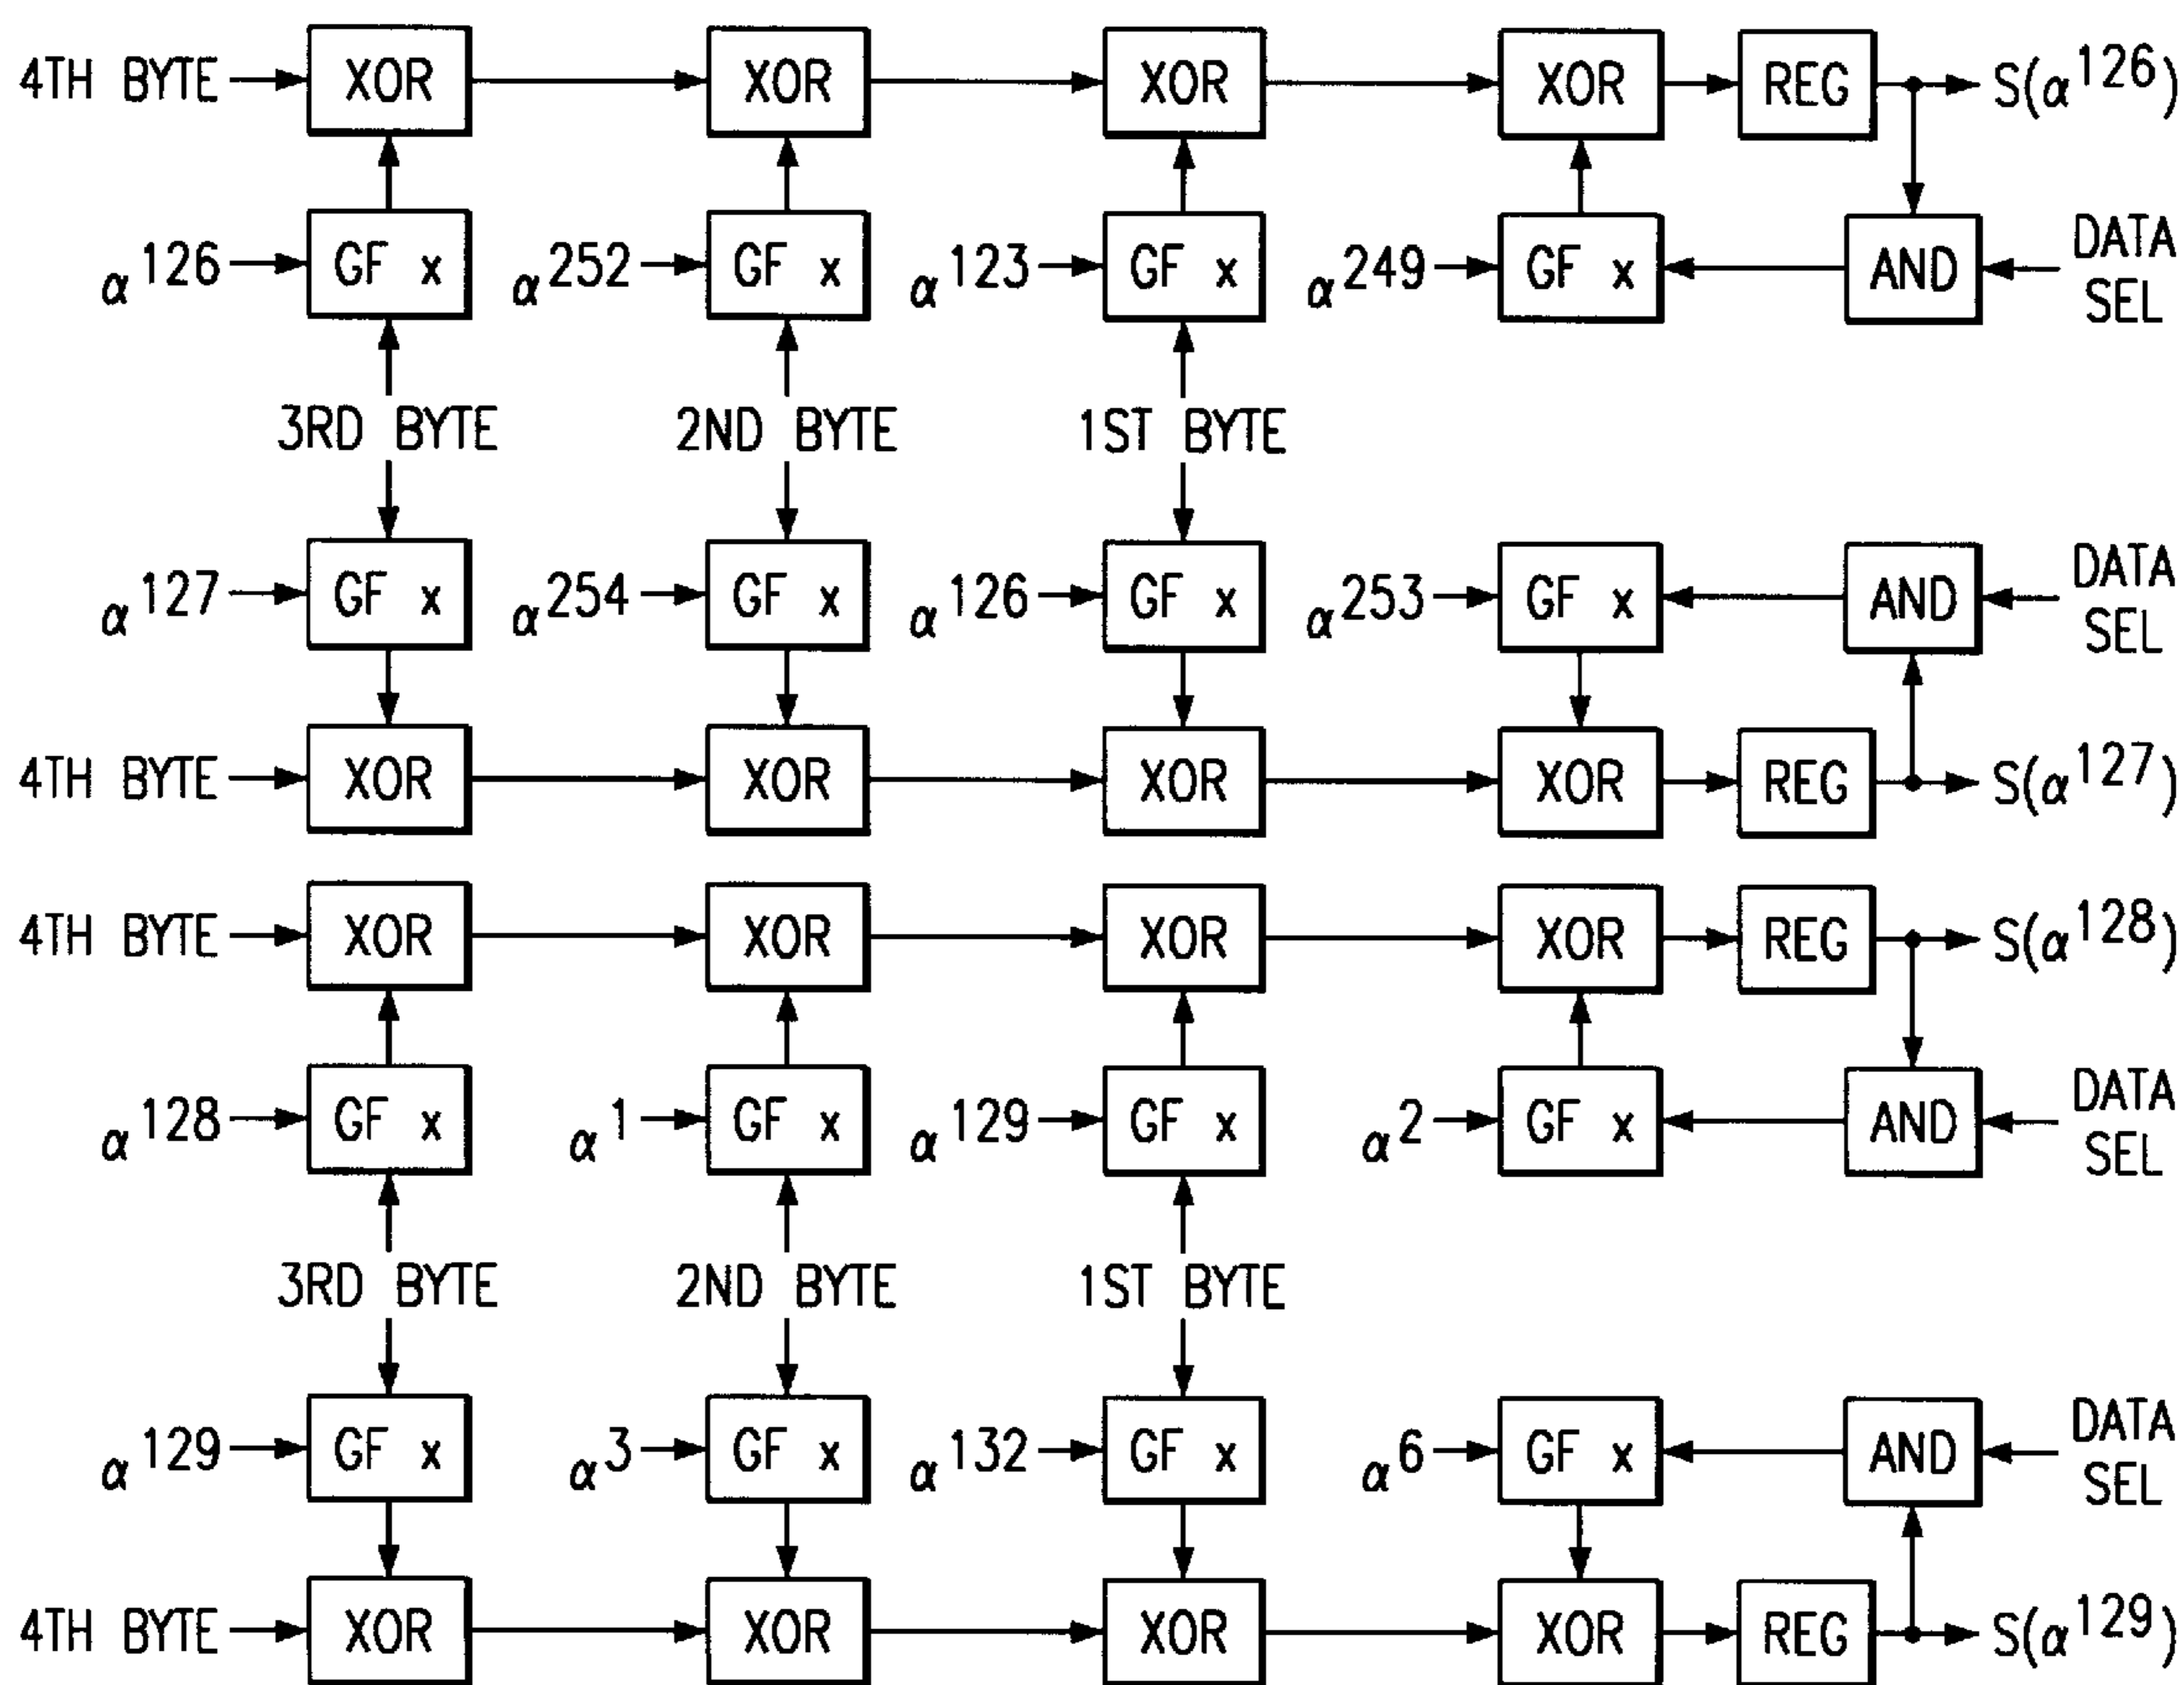 4TH BYTE XOR XOR XOR XOR REG S(α126)
α126 GF x α252 GF x α123 GF x α249 GF x AND DATA SEL
3RD BYTE 2ND BYTE 1ST BYTE
α127 GF x α254 GF x α126 GF x α253 GF x AND DATA SEL
4TH BYTE XOR XOR XOR XOR REG S(α127)
4TH BYTE XOR XOR XOR XOR REG S(α128)
α128 GF x α1 GF x α129 GF x α2 GF x AND DATA SEL
3RD BYTE 2ND BYTE 1ST BYTE
α129 GF x α3 GF x α132 GF x α6 GF x AND DATA SEL
4TH BYTE XOR XOR XOR XOR REG S(α129)